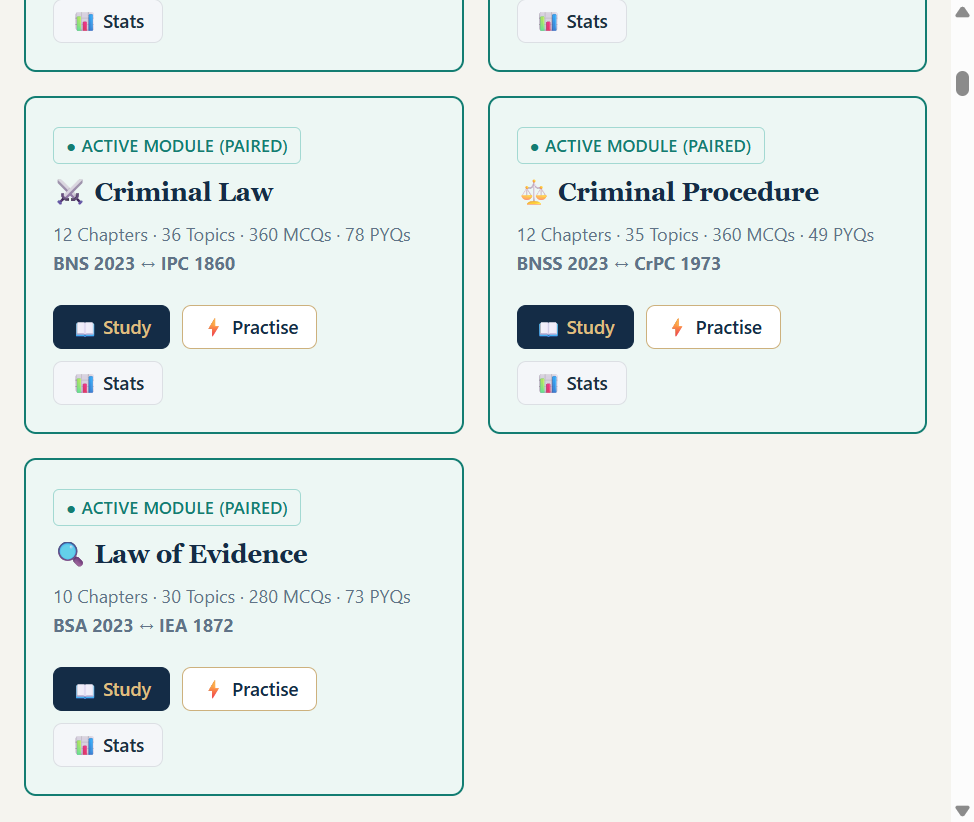 Stats
Stats
● ACTIVE MODULE (PAIRED)
Criminal Law
12 Chapters · 36 Topics · 360 MCQs · 78 PYQs
BNS 2023 ↔ IPC 1860
Study
Practise
Stats
● ACTIVE MODULE (PAIRED)
Criminal Procedure
12 Chapters · 35 Topics · 360 MCQs · 49 PYQs
BNSS 2023 ↔ CrPC 1973
Study
Practise
Stats
● ACTIVE MODULE (PAIRED)
Law of Evidence
10 Chapters · 30 Topics · 280 MCQs · 73 PYQs
BSA 2023 ↔ IEA 1872
Study
Practise
Stats